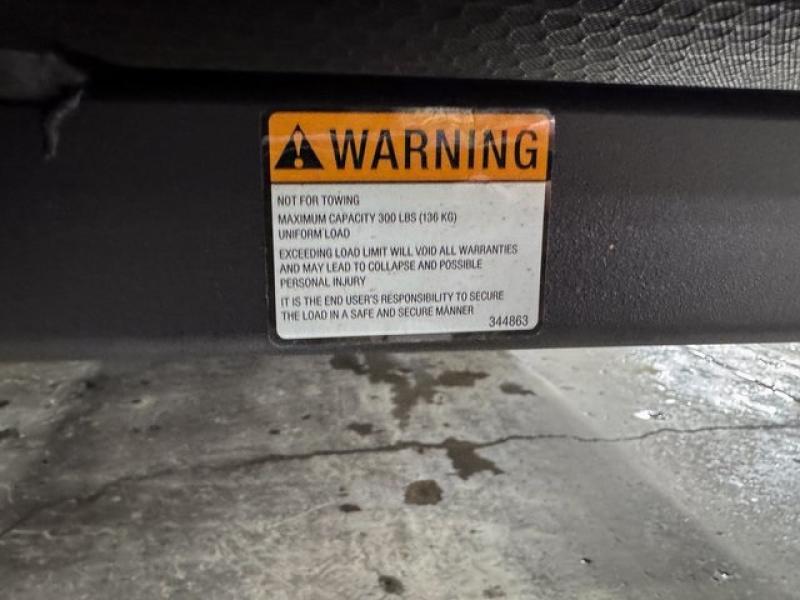 WARNING
NOT FOR TOWING
MAXIMUM CAPACITY 300 LBS (136 KG)
UNIFORM LOAD
EXCEEDING LOAD LIMIT WILL VOID ALL WARRANTIES
AND MAY LEAD TO COLLAPSE AND POSSIBLE
PERSONAL INJURY
IT IS THE END USER'S RESPONSIBILITY TO SECURE
THE LOAD IN A SAFE AND SECURE MANNER
344863